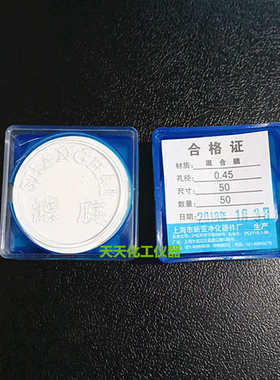 SHANGHAI
滤膜
天天化工仪器
合格证
材质: 混合膜
孔径: 0.45
尺寸: 50
数量: 50
日期:
上海市新亚净化器件厂 生产